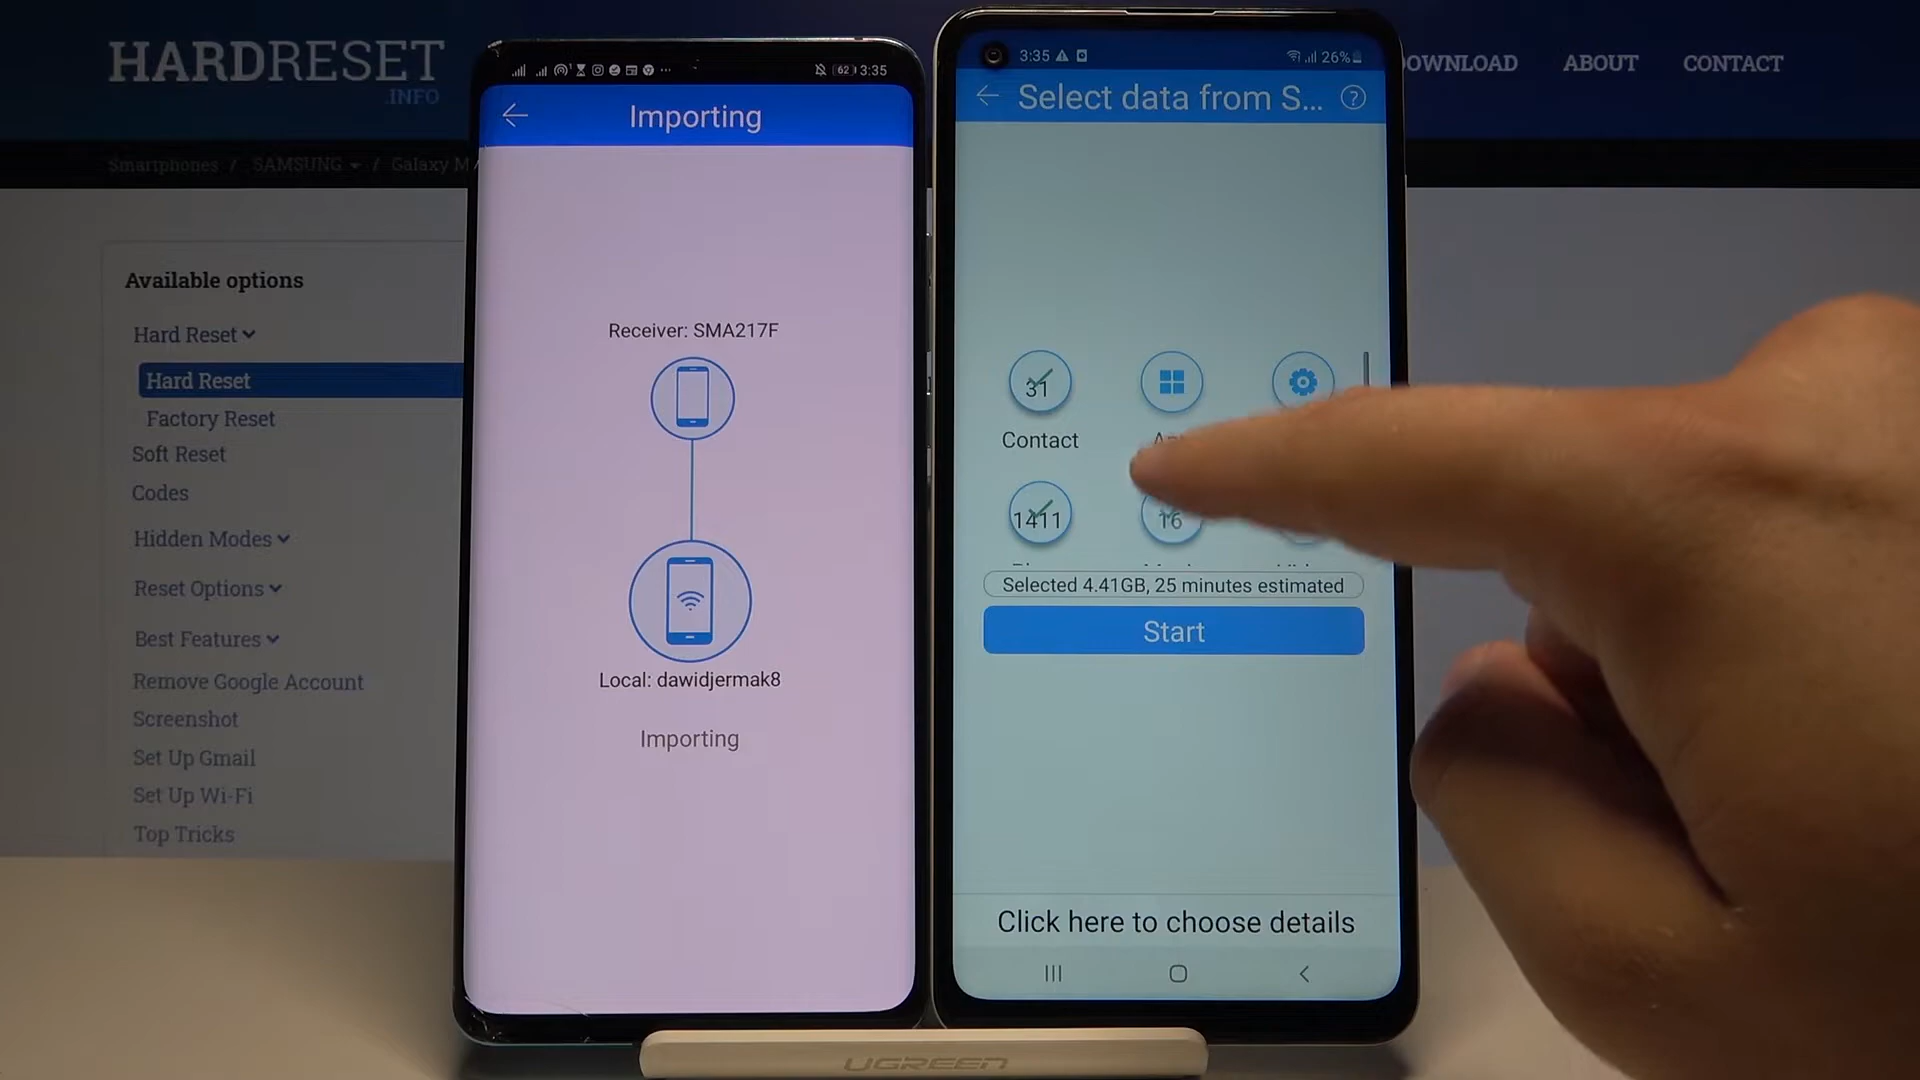 HARDRESET
.INFO
ABOUT
CONTACT
Smartphones / SAMSUNG / Galaxy M
Available options
Hard Reset
Hard Reset
Factory Reset
Soft Reset
Codes
Hidden Modes
Reset Options
Best Features
Remove Google Account
Screenshot
Set Up Gmail
Set Up Wi-Fi
Top Tricks
62 3:35
Importing
Receiver: SMA217F
Local: dawidjermak8
Importing
3:35 26%
Select data from S... ?
31
Contact
1411
16
Selected 4.41GB, 25 minutes estimated
Start
Click here to choose details
UGREEN